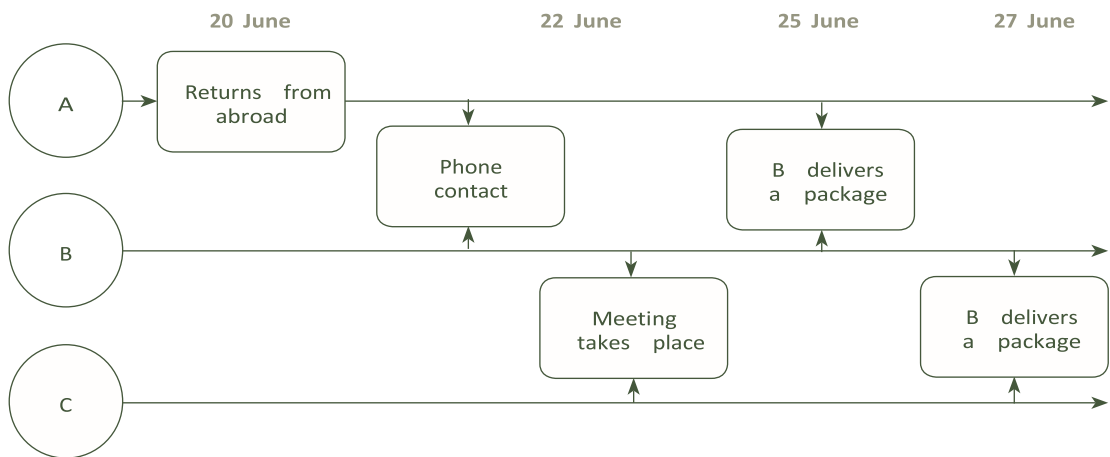 20 June
22 June
25 June
27 June
A
Returns from
abroad
Phone
contact
B delivers
a package
B
Meeting
takes place
B delivers
a package
C